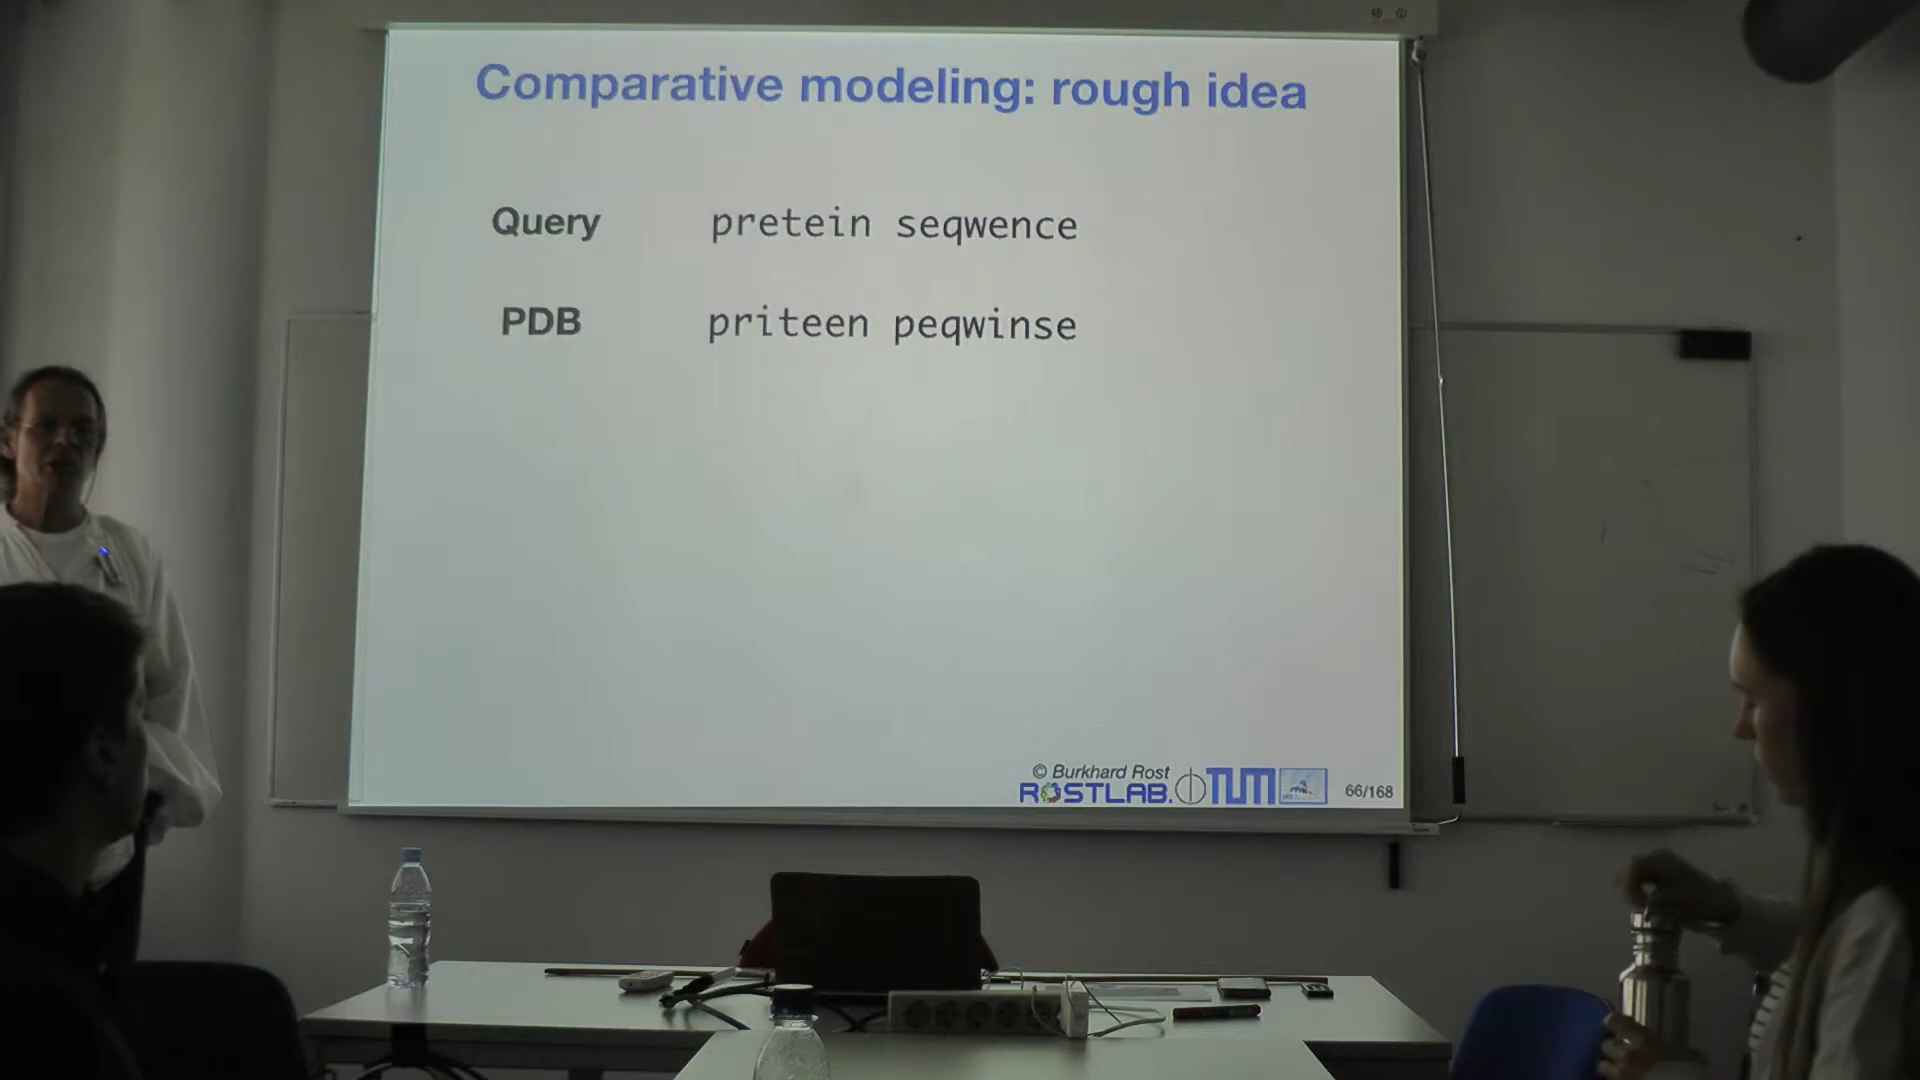 Comparative modeling: rough idea
Query pretein seqwence
PDB priteen peqwinse
© Burkhard Rost
ROSTLAB. TUM
66/168